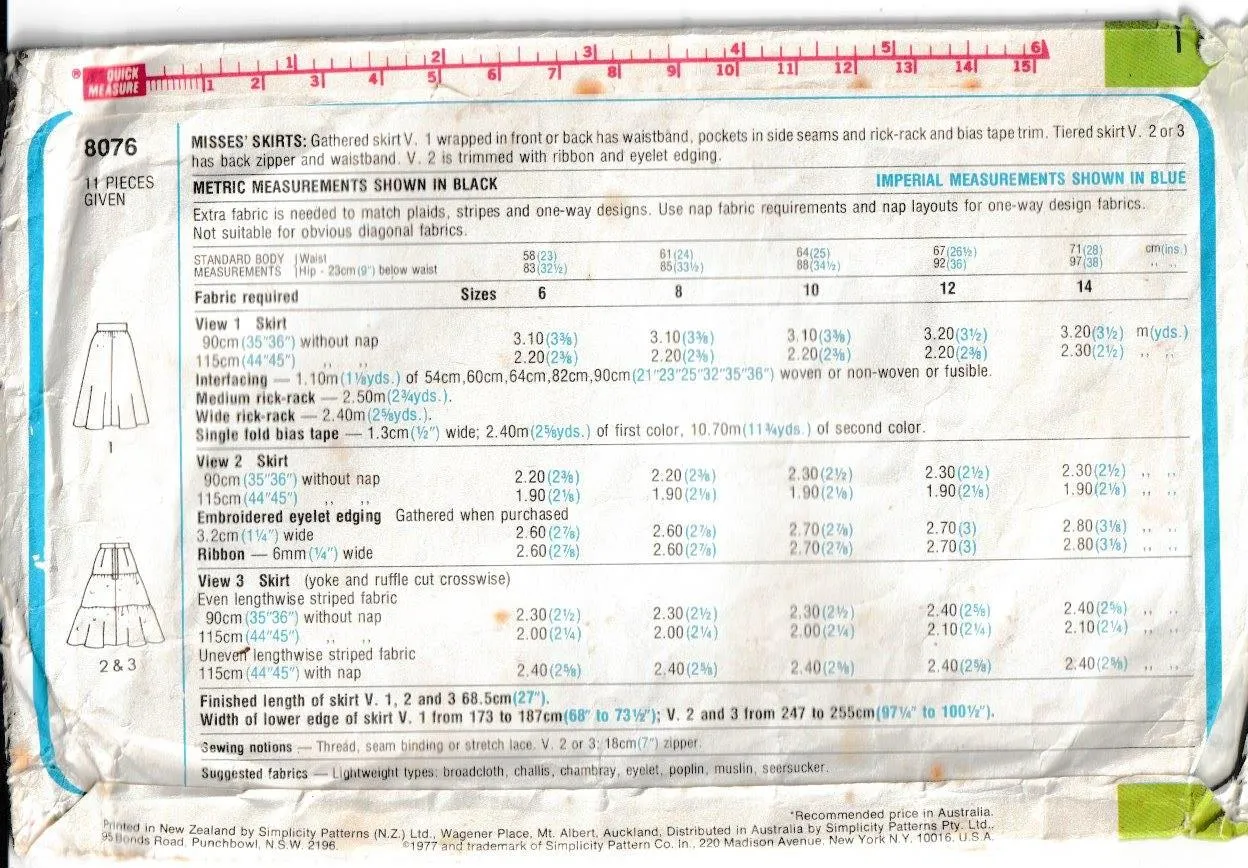 ® QUICK MEASURE
1 2 3 4 5 6
1 2 3 4 5 6 7 8 9 10 11 12 13 14 15
1
8076
11 PIECES
GIVEN
MISSES' SKIRTS: Gathered skirt V. 1 wrapped in front or back has waistband, pockets in side seams and rick-rack and bias tape trim. Tiered skirt V. 2 or 3
has back zipper and waistband. V. 2 is trimmed with ribbon and eyelet edging.
METRIC MEASUREMENTS SHOWN IN BLACK IMPERIAL MEASUREMENTS SHOWN IN BLUE
Extra fabric is needed to match plaids, stripes and one-way designs. Use nap fabric requirements and nap layouts for one-way design fabrics.
Not suitable for obvious diagonal fabrics.
STANDARD BODY Waist 58(23) 61(24) 64(25) 67(26½) 71(28) cm(ins.)
MEASUREMENTS Hip - 23cm(9") below waist 83(32½) 85(33½) 88(34½) 92(36) 97(38) ,, ,,
Fabric required Sizes 6 8 10 12 14
View 1 Skirt
90cm(35"36") without nap 3.10(3⅜) 3.10(3⅜) 3.10(3⅜) 3.20(3½) 3.20(3½) m(yds.)
115cm(44"45") ,, ,, 2.20(2⅜) 2.20(2⅜) 2.20(2⅜) 2.20(2⅜) 2.30(2½) ,, ,,
Interfacing — 1.10m(1⅛yds.) of 54cm,60cm,64cm,82cm,90cm(21"23"25"32"35"36") woven or non-woven or fusible.
Medium rick-rack — 2.50m(2¾yds.).
Wide rick-rack — 2.40m(2⅝yds.).
Single fold bias tape — 1.3cm(½") wide; 2.40m(2⅝yds.) of first color, 10.70m(11¾yds.) of second color.
1
View 2 Skirt
90cm(35"36") without nap 2.20(2⅜) 2.20(2⅜) 2.30(2½) 2.30(2½) 2.30(2½) ,, ,,
115cm(44"45") ,, ,, 1.90(2⅛) 1.90(2⅛) 1.90(2⅛) 1.90(2⅛) 1.90(2⅛) ,, ,,
Embroidered eyelet edging Gathered when purchased
3.2cm(1¼") wide 2.60(2⅞) 2.60(2⅞) 2.70(2⅞) 2.70(3) 2.80(3⅛) ,, ,,
Ribbon — 6mm(¼") wide 2.60(2⅞) 2.60(2⅞) 2.70(2⅞) 2.70(3) 2.80(3⅛) ,, ,,
View 3 Skirt (yoke and ruffle cut crosswise)
Even lengthwise striped fabric
90cm(35"36") without nap 2.30(2½) 2.30(2½) 2.30(2½) 2.40(2⅝) 2.40(2⅝) ,, ,,
115cm(44"45") ,, ,, 2.00(2¼) 2.00(2¼) 2.00(2¼) 2.10(2¼) 2.10(2¼) ,, ,,
Uneven lengthwise striped fabric
115cm(44"45") with nap 2.40(2⅝) 2.40(2⅝) 2.40(2⅝) 2.40(2⅝) 2.40(2⅝) ,, ,,
2 & 3
Finished length of skirt V. 1, 2 and 3 68.5cm(27").
Width of lower edge of skirt V. 1 from 173 to 187cm(68" to 73½"); V. 2 and 3 from 247 to 255cm(97¼" to 100½").
Sewing notions — Thread, seam binding or stretch lace. V. 2 or 3: 18cm(7") zipper.
Suggested fabrics — Lightweight types: broadcloth, challis, chambray, eyelet, poplin, muslin, seersucker.
*Recommended price in Australia.
Printed in New Zealand by Simplicity Patterns (N.Z.) Ltd., Wagener Place, Mt. Albert, Auckland, Distributed in Australia by Simplicity Patterns Pty. Ltd.,
95 Bonds Road, Punchbowl, N.S.W. 2196. ©1977 and trademark of Simplicity Pattern Co. In., 220 Madison Avenue, New York N.Y. 10016, U.S.A.